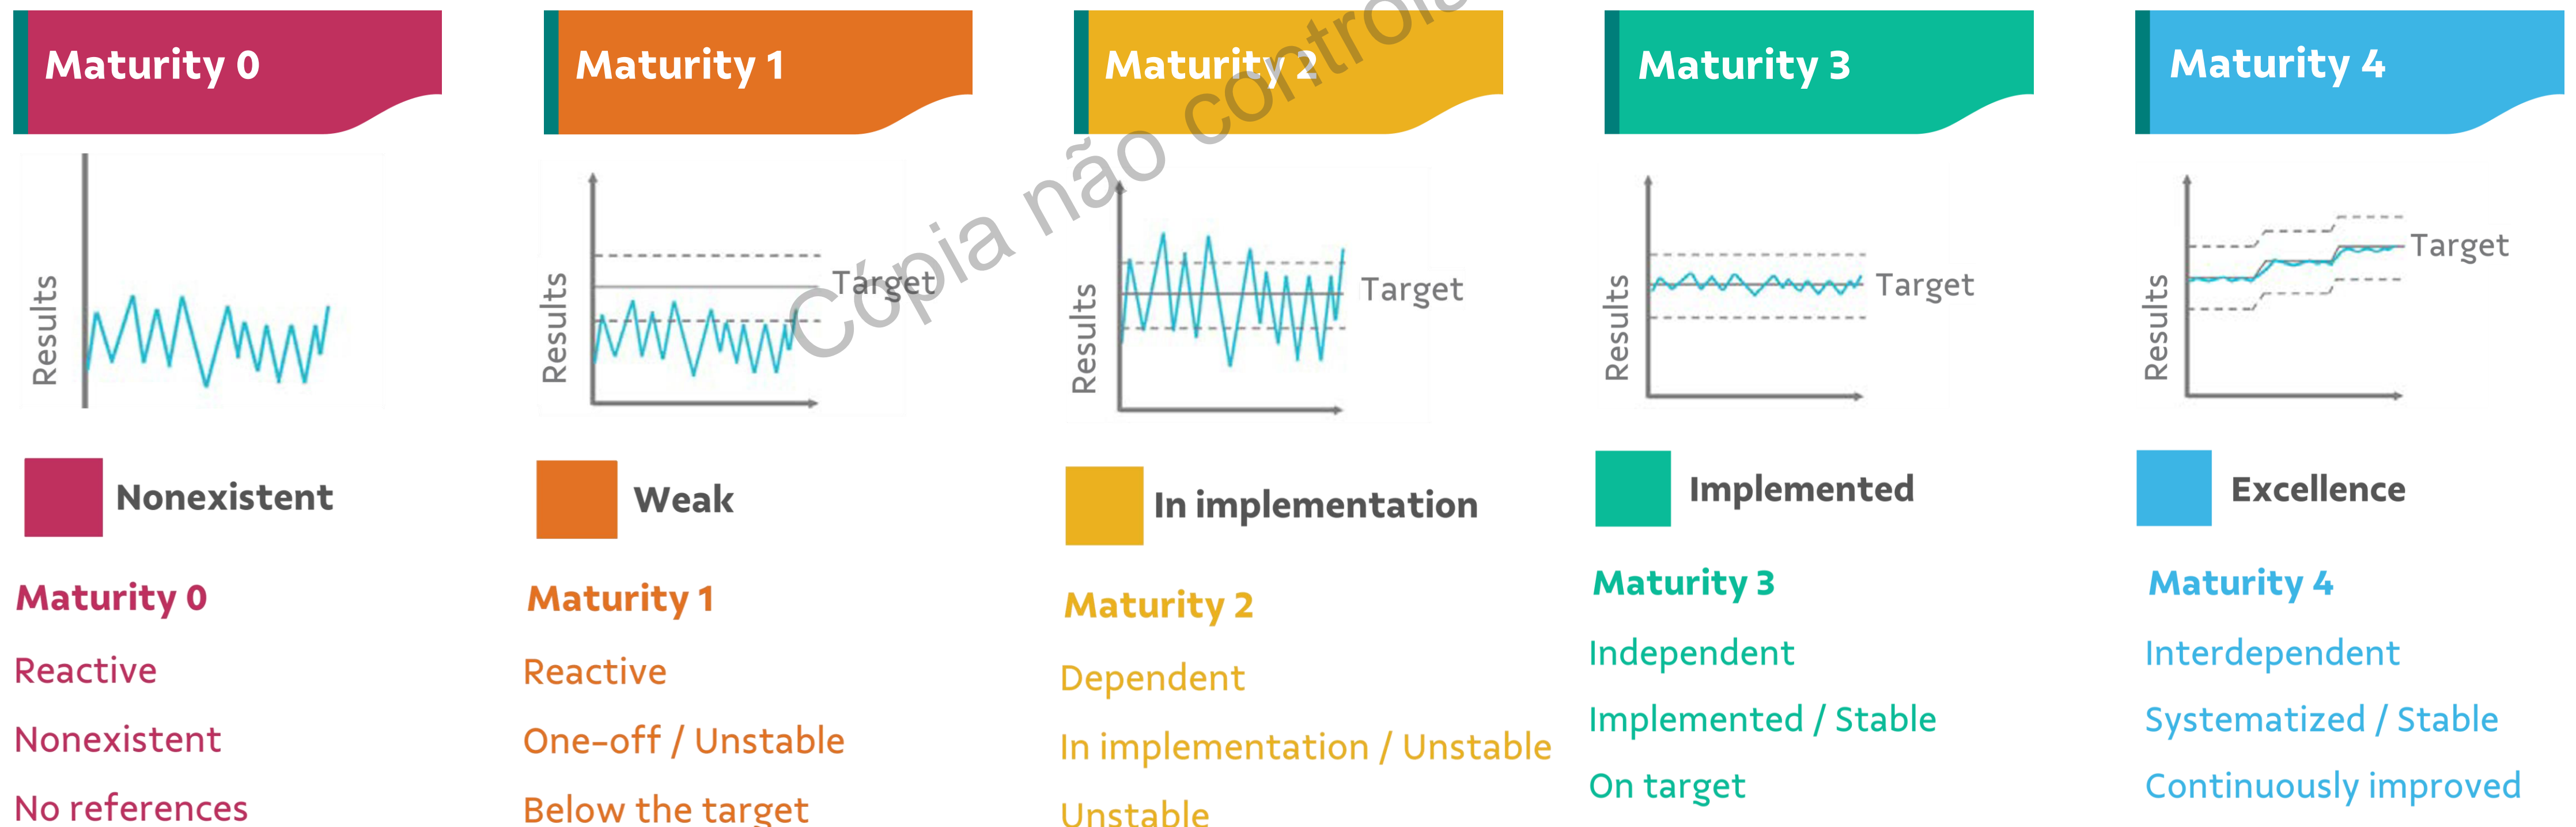 Maturity 0
Maturity 1
Maturity 2
Maturity 3
Maturity 4
Cópia não
Results
Results
Target
Results
Target
Results
Target
Results
Target
Nonexistent
Weak
In implementation
Implemented
Excellence
Maturity 0
Reactive
Nonexistent
No references
Maturity 1
Reactive
One-off / Unstable
Below the target
Maturity 2
Dependent
In implementation / Unstable
Unstable
Maturity 3
Independent
Implemented / Stable
On target
Maturity 4
Interdependent
Systematized / Stable
Continuously improved